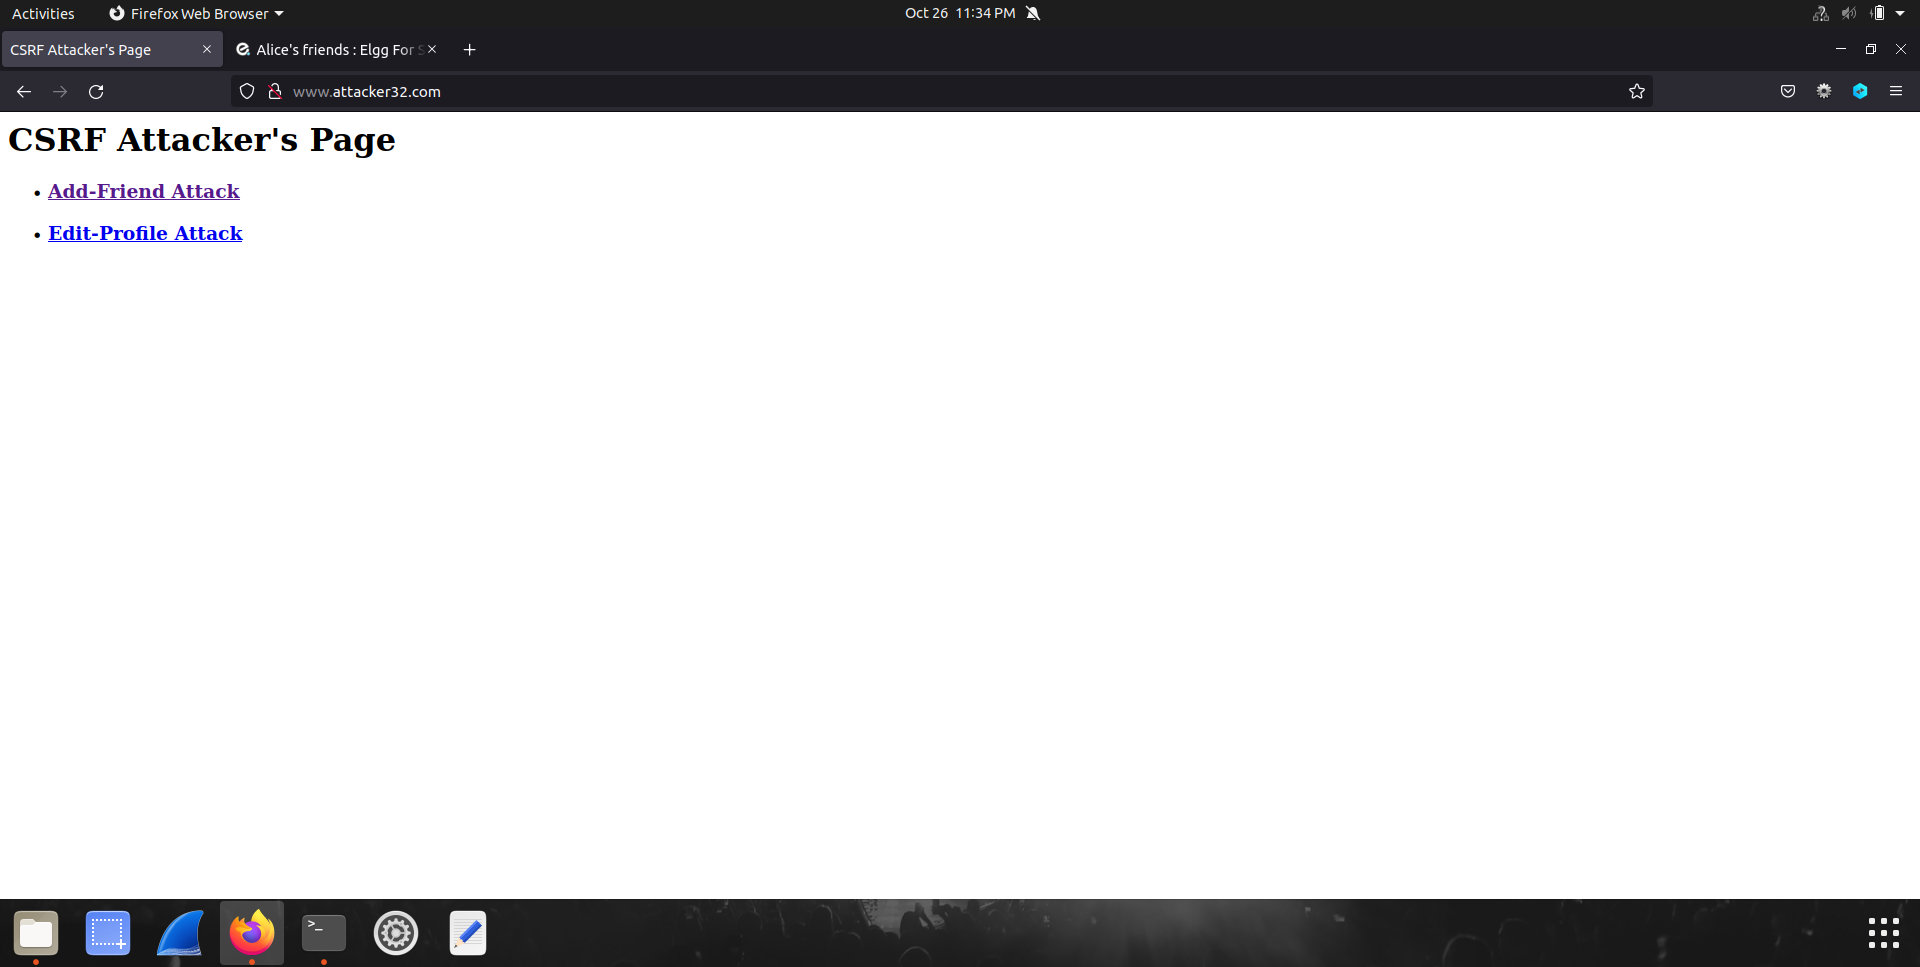 Activities Firefox Web Browser Oct 26 11:34 PM
CSRF Attacker's Page Alice's friends : Elgg For S
www.attacker32.com
CSRF Attacker's Page
• Add-Friend Attack
• Edit-Profile Attack
>_